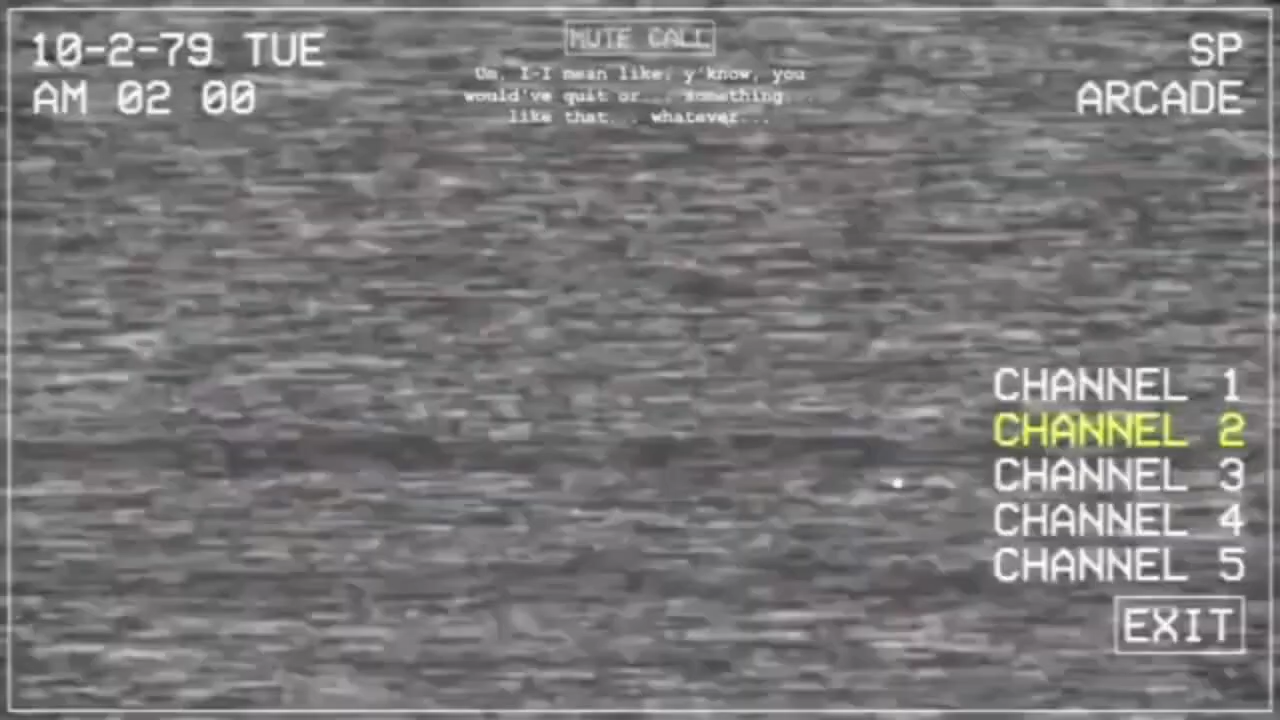 10-2-79 TUE
AM 02 00
MUTE CALL
Um, I-I mean like, y'know, you
would've quit or... something...
like that... whatever...
SP
ARCADE
CHANNEL 1
CHANNEL 2
CHANNEL 3
CHANNEL 4
CHANNEL 5
EXIT